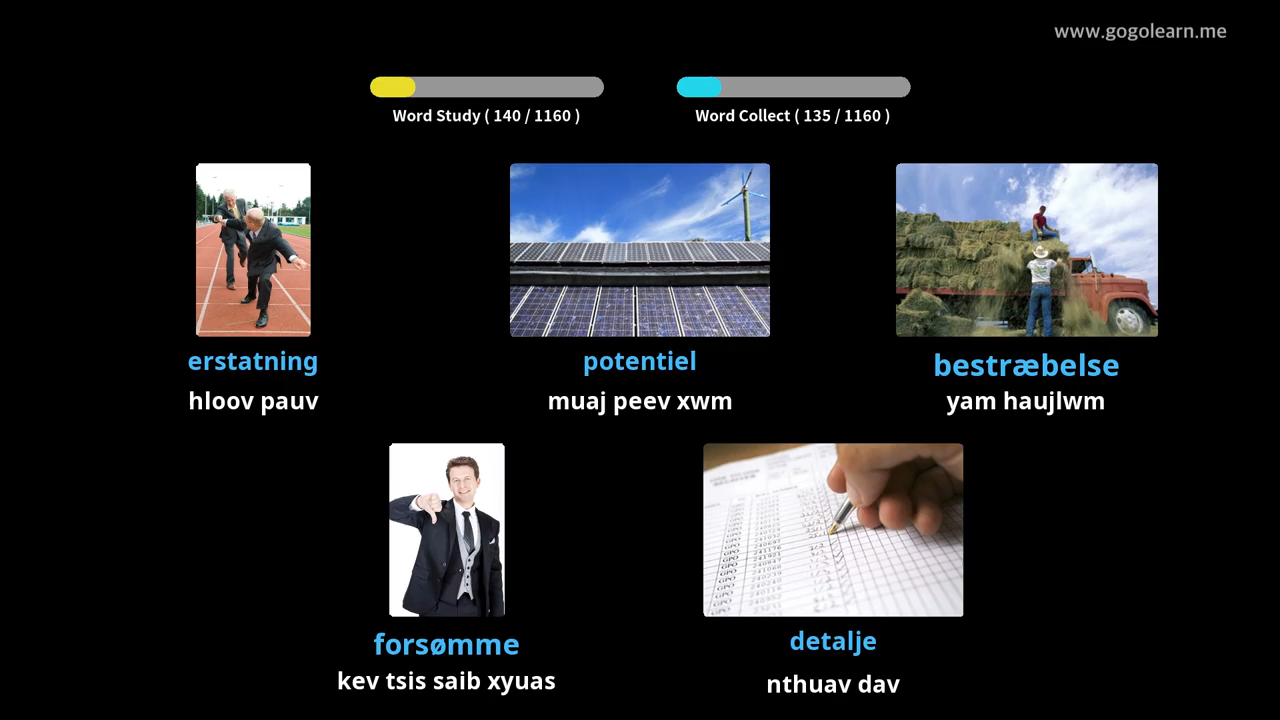 www.gogolearn.me
Word Study ( 140 / 1160 )
Word Collect ( 135 / 1160 )
erstatning
potentiel
bestræbelse
hloov pauv
muaj peev xwm
yam haujlwm
forsømme
detalje
kev tsis saib xyuas
nthuav dav